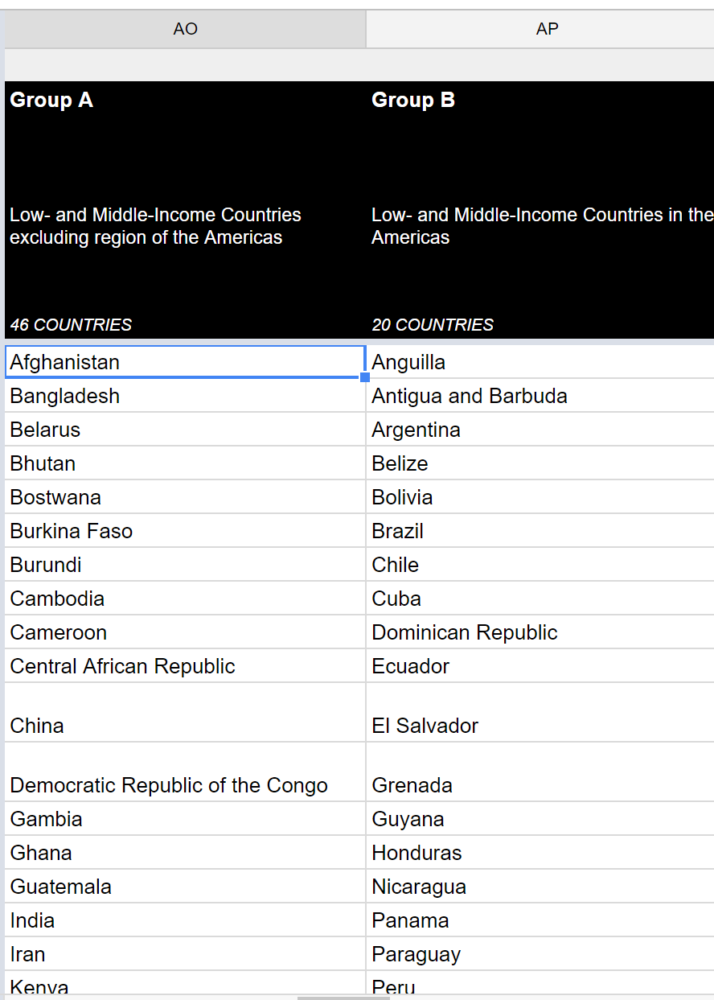 AO AP
Group A Group B
Low- and Middle-Income Countries Low- and Middle-Income Countries in the
excluding region of the Americas Americas
46 COUNTRIES 20 COUNTRIES
Afghanistan Anguilla
Bangladesh Antigua and Barbuda
Belarus Argentina
Bhutan Belize
Bostwana Bolivia
Burkina Faso Brazil
Burundi Chile
Cambodia Cuba
Cameroon Dominican Republic
Central African Republic Ecuador
China El Salvador
Democratic Republic of the Congo Grenada
Gambia Guyana
Ghana Honduras
Guatemala Nicaragua
India Panama
Iran Paraguay
Kenya Peru